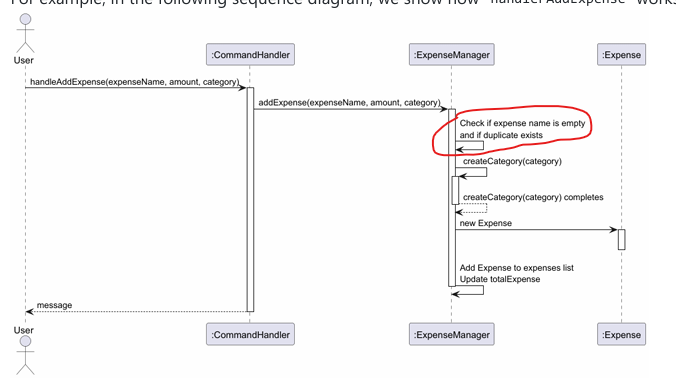 For example, in the following sequence diagram, we show how handlerAddExpense works
User
:CommandHandler
:ExpenseManager
:Expense
handleAddExpense(expenseName, amount, category)
addExpense(expenseName, amount, category)
Check if expense name is empty
and if duplicate exists
createCategory(category)
createCategory(category) completes
new Expense
Add Expense to expenses list
Update totalExpense
message
User
:CommandHandler
:ExpenseManager
:Expense